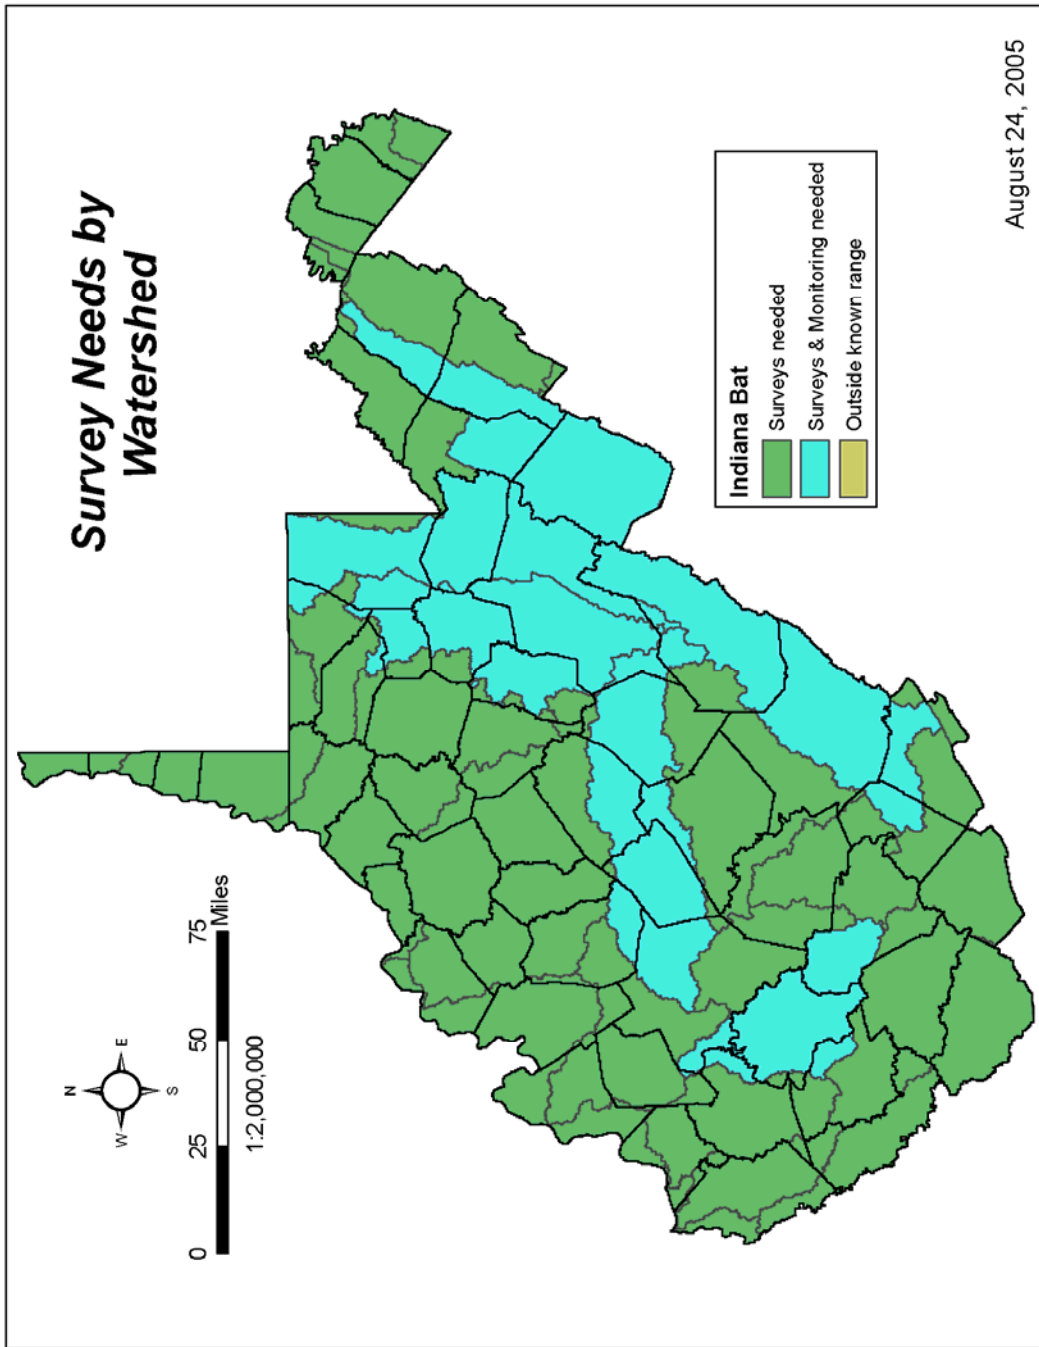 Survey Needs by
Watershed
N
W
E
S
0
25
50
75
Miles
1:2,000,000
Indiana Bat
Surveys needed
Surveys & Monitoring needed
Outside known range
August 24, 2005